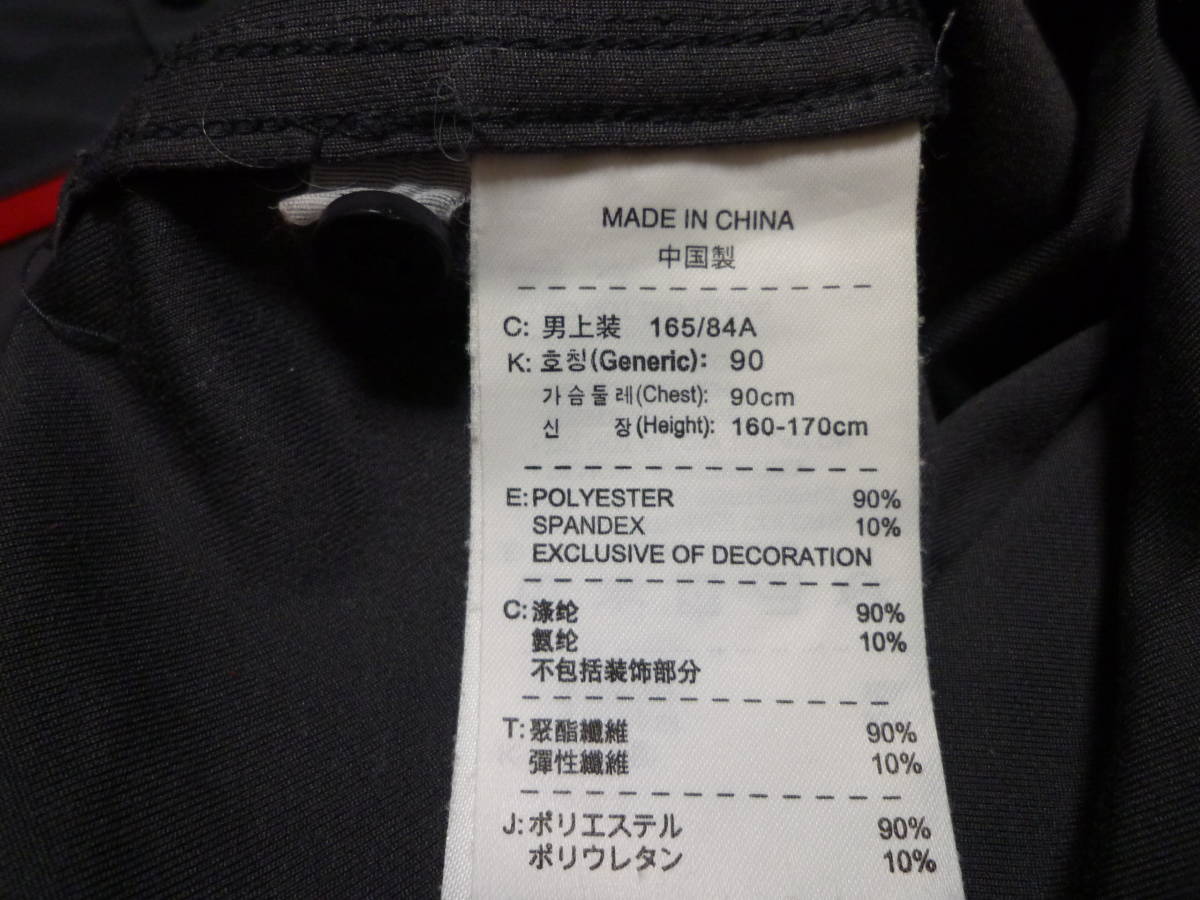 MADE IN CHINA
中国製
C: 男上装 165/84A
K: 호칭(Generic): 90
가슴둘레(Chest): 90cm
신 장(Height): 160-170cm
E: POLYESTER 90%
SPANDEX 10%
EXCLUSIVE OF DECORATION
C: 涤纶 90%
氨纶 10%
不包括装饰部分
T: 聚酯纖維 90%
彈性纖維 10%
J: ポリエステル 90%
ポリウレタン 10%